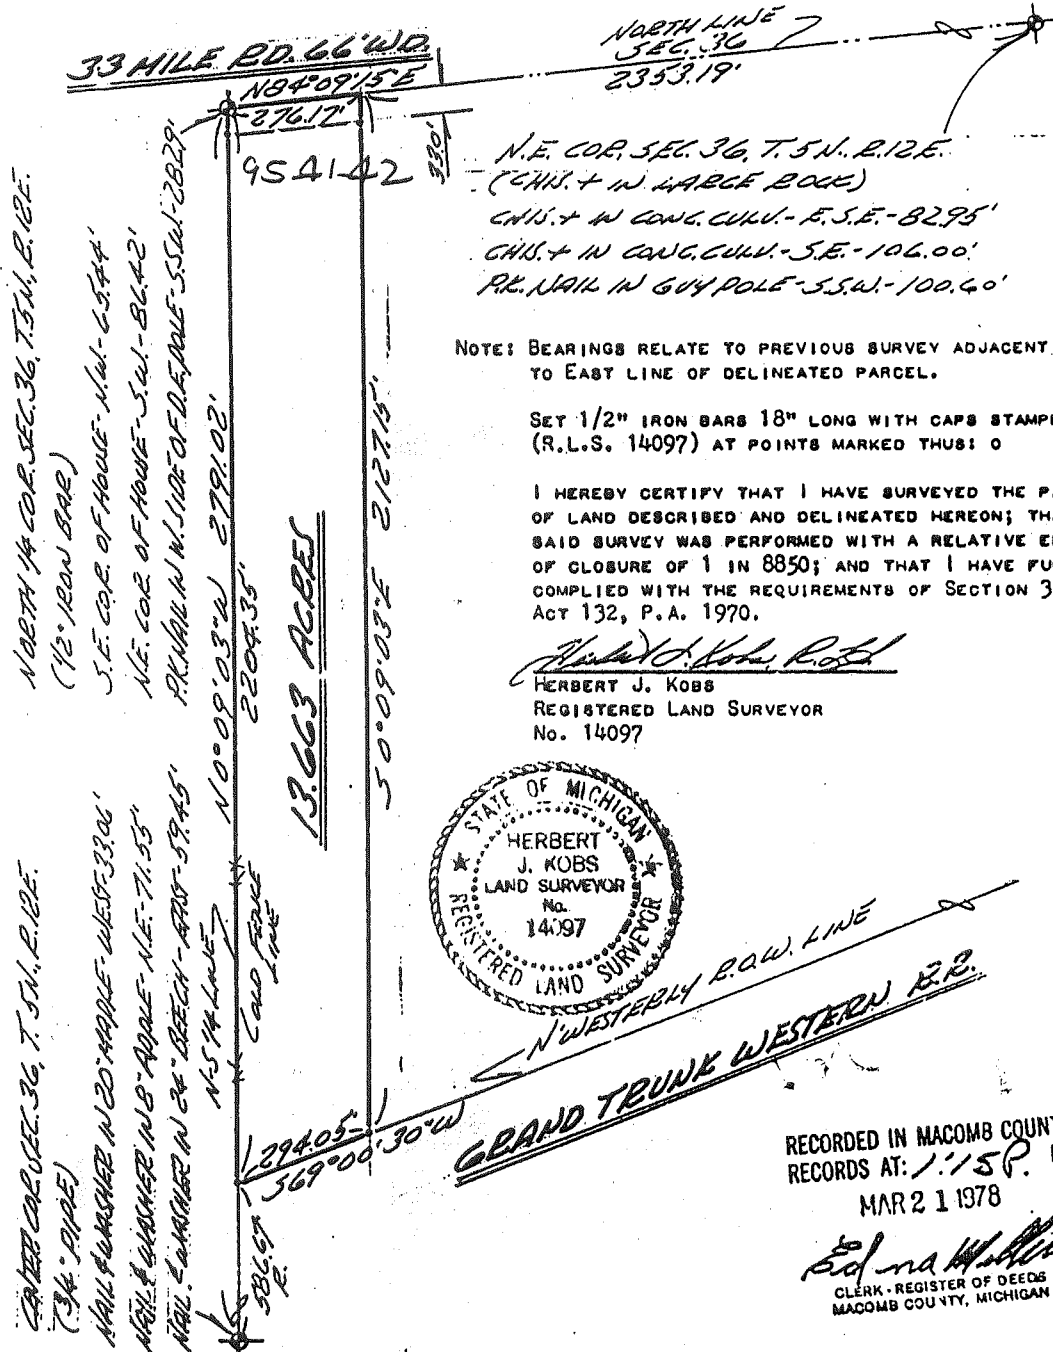 33 MILE RD. 66' WD.
N84°09'15"E
276.12'
954142
33.0'
NORTH LINE
SEC. 36
2353.19'
N.E. COR. SEC. 36, T.5N., R.12E.
(CHIS. + IN LARGE ROCK)
CHIS. + IN CONC. CULV. - E.S.E. - 82.95'
CHIS. + IN CONC. CULV. - S.E. - 106.00'
P.K. NAIL IN GUY POLE - S.S.W. - 100.60'
NOTE: BEARINGS RELATE TO PREVIOUS SURVEY ADJACENT
TO EAST LINE OF DELINEATED PARCEL.
SET 1/2" IRON BARS 18" LONG WITH CAPS STAMP
(R.L.S. 14097) AT POINTS MARKED THUS: O
I HEREBY CERTIFY THAT I HAVE SURVEYED THE P
OF LAND DESCRIBED AND DELINEATED HEREON; TH
SAID SURVEY WAS PERFORMED WITH A RELATIVE E
OF CLOSURE OF 1 IN 8850; AND THAT I HAVE FU
COMPLIED WITH THE REQUIREMENTS OF SECTION 3
ACT 132, P.A. 1970.
HERBERT J. KOBS
REGISTERED LAND SURVEYOR
No. 14097
STATE OF MICHIGAN
HERBERT
J. KOBS
LAND SURVEYOR
No.
14097
REGISTERED LAND SURVEYOR
NORTH 1/4 COR. SEC. 36, T.5N., R.12E.
(1/2" IRON BAR)
S.E. COR. OF HOUSE - N.W. - 65.44'
N.E. COR. OF HOUSE - S.W. - 86.42'
P.K. NAIL IN W. SIDE OF D.E. POLE - S.S.W. - 28.29'
N0°09'03"W 2791.02'
2204.35'
13.663 ACRES
S0°09'03"E 2127.15'
CENTER COR. SEC. 36, T.5N., R.12E.
(3/4" PIPE)
NAIL & WASHER IN 20" MAPLE - WEST - 33.06'
NAIL & WASHER IN 8" APPLE - N.E. - 71.55'
NAIL & WASHER IN 24" BEECH - EAST - 59.45'
N-S 1/4 LINE
OLD FENCE
LINE
294.05'
S69°00'30"W
586.67'
R.
N'WESTERLY R.O.W. LINE
GRAND TRUNK WESTERN R.R.
RECORDED IN MACOMB COUN
RECORDS AT: 1:15 P.
MAR 21 1978
Edna
CLERK - REGISTER OF DEEDS
MACOMB COUNTY, MICHIGAN